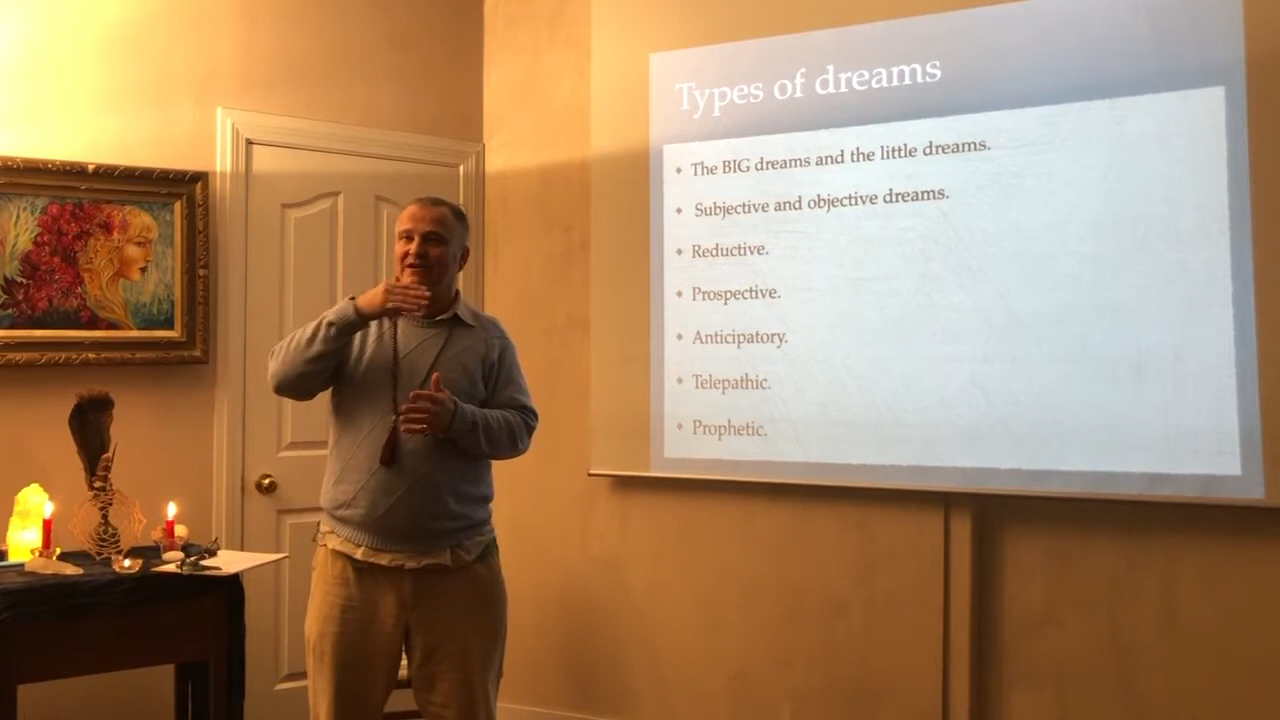 Types of dreams
The BIG dreams and the little dreams.
Subjective and objective dreams.
Reductive.
Prospective.
Anticipatory.
Telepathic.
Prophetic.